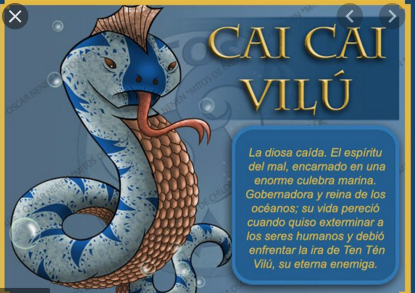 CAI CAI
VILÚ
La diosa caída. El espíritu
del mal, encarnado en una
enorme culebra marina.
Gobernadora y reina de los
océanos; su vida pereció
cuando quiso exterminar a
los seres humanos y debió
enfrentar la ira de Ten Tén
Vilú, su eterna enemiga.